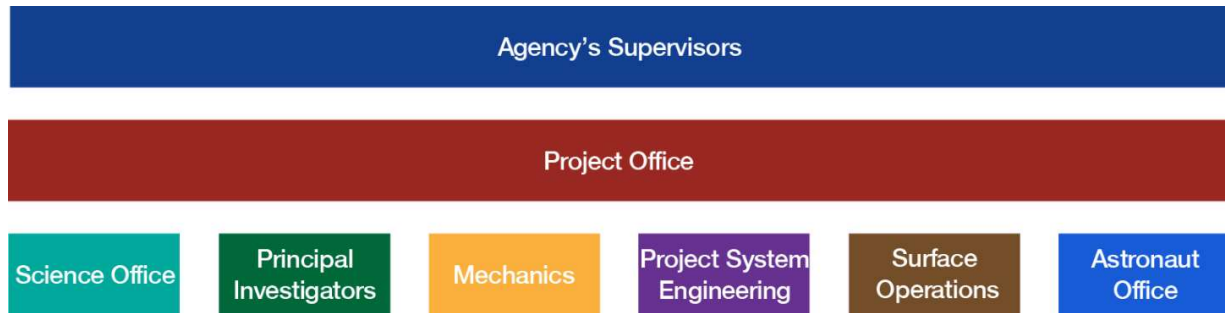 Agency's Supervisors
Project Office
Science Office
Principal
Investigators
Mechanics
Project System
Engineering
Surface
Operations
Astronaut
Office